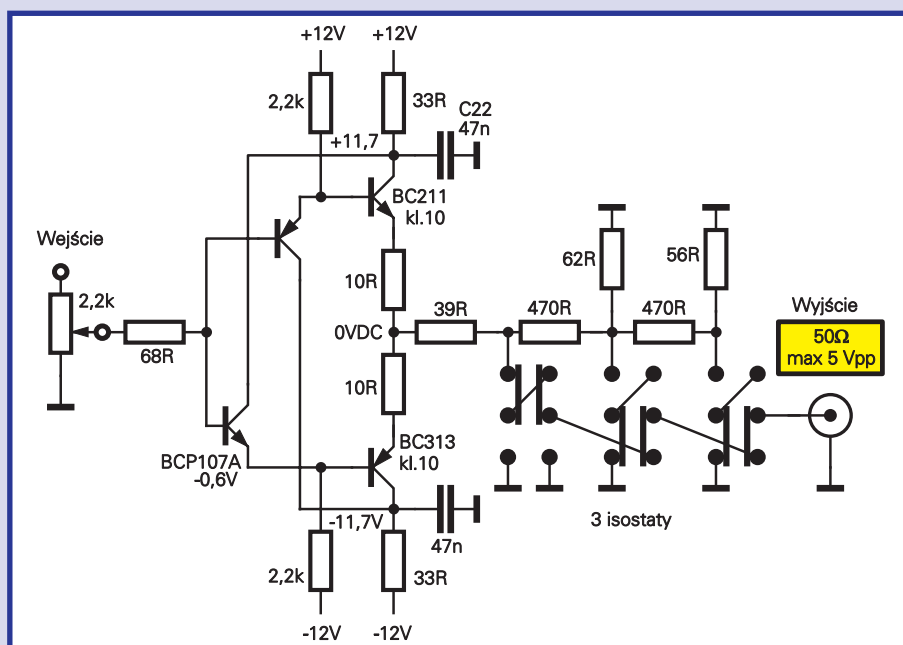 +12V
+12V
2,2k
33R
C22
47n
+11,7
BC211
kl.10
Wejście
2,2k
68R
10R
62R
56R
39R
470R
470R
0VDC
Wyjście
50Ω
max 5 Vpp
10R
BC313
kl.10
BCP107A
-0,6V
-11,7V
47n
3 isostaty
2,2k
33R
-12V
-12V